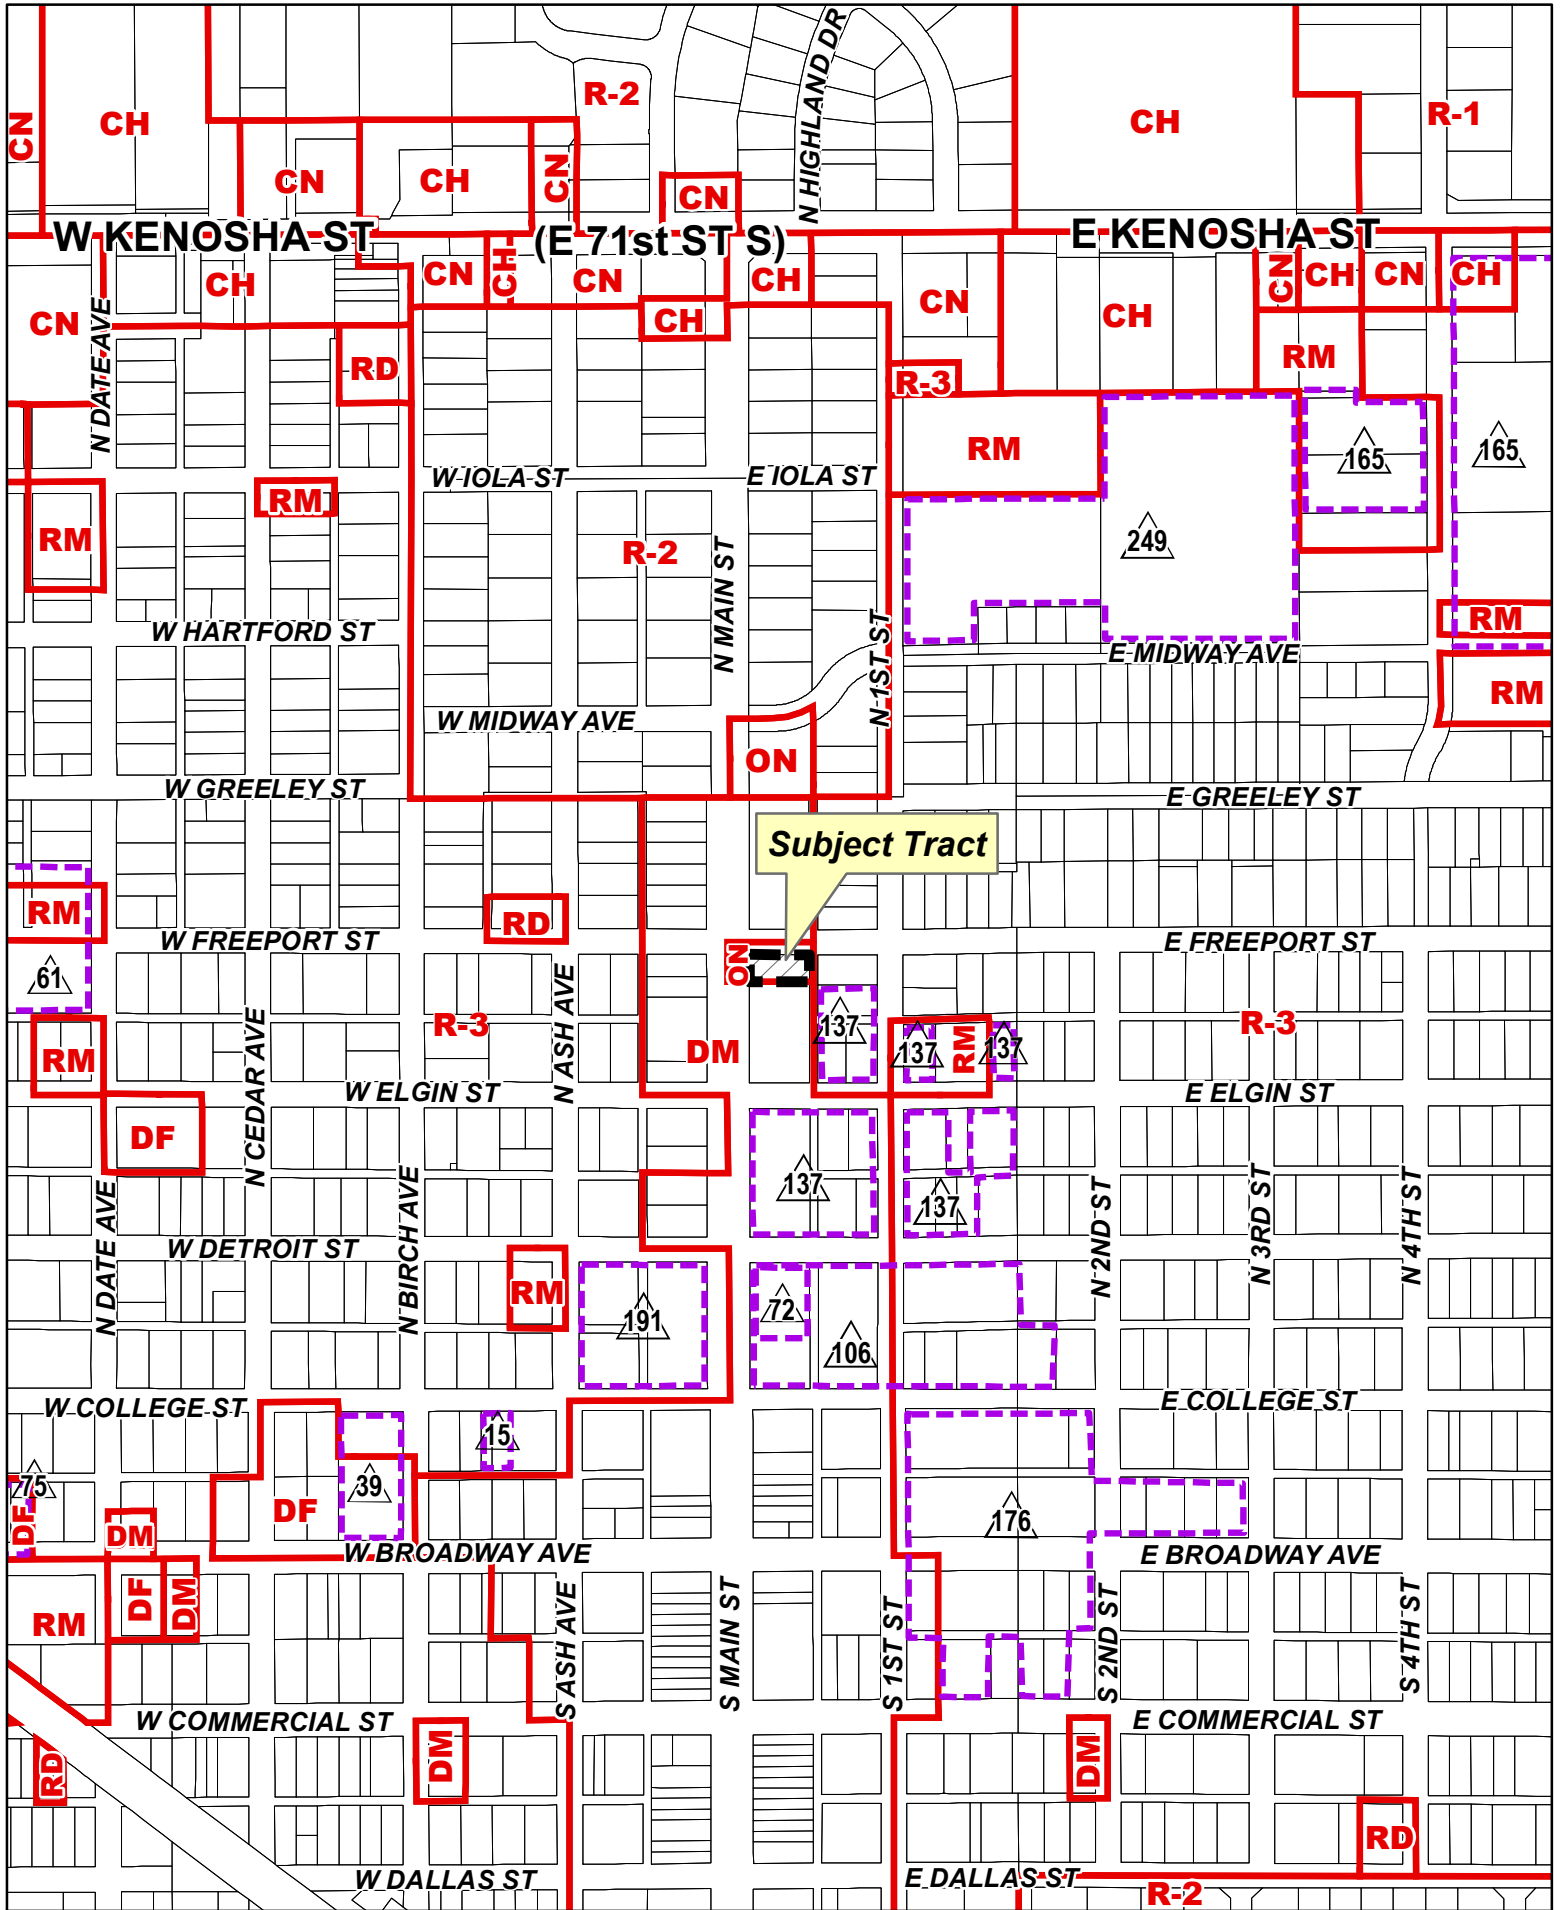 N HIGHLAND DR
R-2
CN
CH
CH
R-1
CN
CH
CN
CN
W KENOSHA ST
(E 71st ST S)
E KENOSHA ST
CH
CN
CH
CN
CH
CN
CH
CN
CH
CN
CH
CN
CH
RM
N DATE AVE
RD
R-3
RM
165
165
W IOLA ST
E IOLA ST
RM
RM
R-2
249
N MAIN ST
W HARTFORD ST
N 1ST ST
RM
E MIDWAY AVE
RM
W MIDWAY AVE
ON
W GREELEY ST
E GREELEY ST
Subject Tract
RM
RD
W FREEPORT ST
E FREEPORT ST
ON
61
N ASH AVE
137
R-3
R-3
N CEDAR AVE
DM
137
RM
137
RM
W ELGIN ST
E ELGIN ST
DF
137
137
N DATE AVE
N BIRCH AVE
N 2ND ST
N 3RD ST
N 4TH ST
W DETROIT ST
RM
191
72
106
W COLLEGE ST
E COLLEGE ST
15
75
39
DF
DF
DM
176
W BROADWAY AVE
E BROADWAY AVE
DF
DM
RM
S ASH AVE
S MAIN ST
S 1ST ST
S 2ND ST
S 4TH ST
W COMMERCIAL ST
E COMMERCIAL ST
RD
DM
DM
RD
W DALLAS ST
E DALLAS ST
R-2